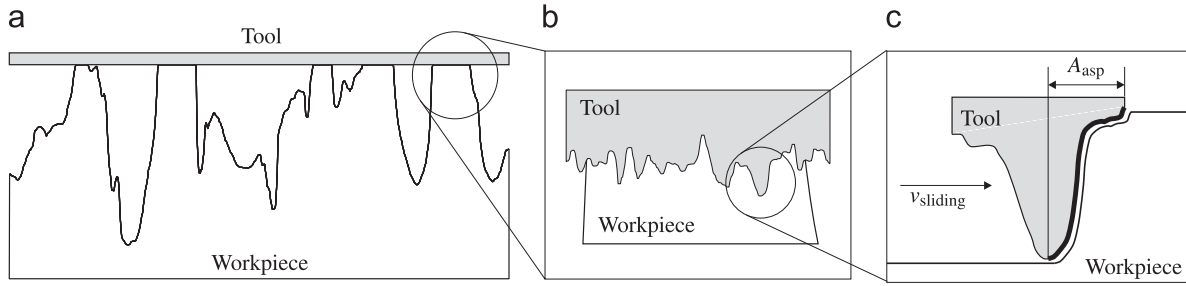 a
Tool
Workpiece
b
Tool
Workpiece
c
A_asp
Tool
v_sliding
Workpiece